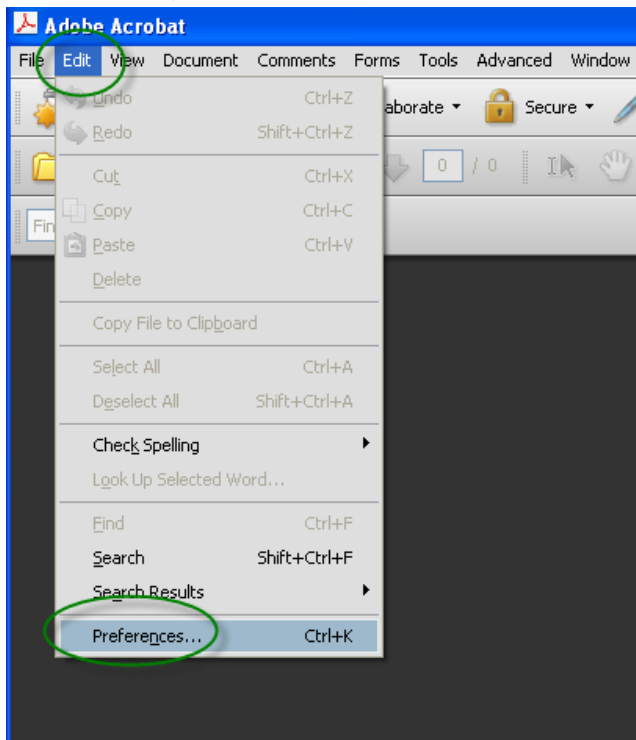 Adobe Acrobat
File Edit View Document Comments Forms Tools Advanced Window
Undo Ctrl+Z
aborate Secure
Redo Shift+Ctrl+Z
Cut Ctrl+X
0 / 0
Copy Ctrl+C
Fin
Paste Ctrl+V
Delete
Copy File to Clipboard
Select All Ctrl+A
Deselect All Shift+Ctrl+A
Check Spelling
Look Up Selected Word...
Find Ctrl+F
Search Shift+Ctrl+F
Search Results
Preferences... Ctrl+K